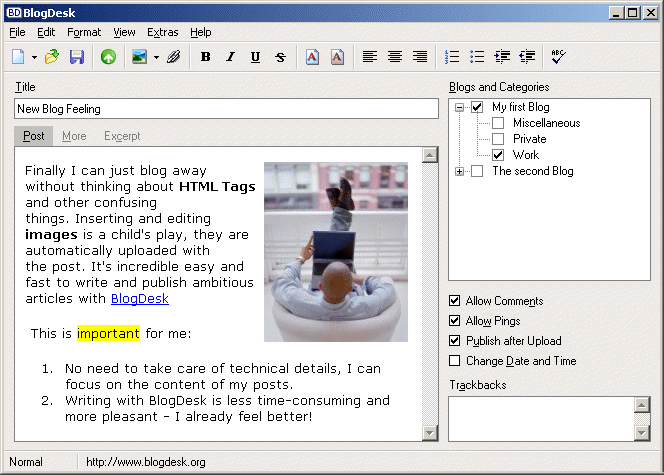 BlogDesk
File Edit Format View Extras Help
B I U S A A ABC
Title
New Blog Feeling
Post More Excerpt
Finally I can just blog away
without thinking about HTML Tags
and other confusing
things. Inserting and editing
images is a child's play, they are
automatically uploaded with
the post. It's incredible easy and
fast to write and publish ambitious
articles with BlogDesk
This is important for me:
1. No need to take care of technical details, I can
focus on the content of my posts.
2. Writing with BlogDesk is less time-consuming and
more pleasant - I already feel better!
Blogs and Categories
My first Blog
Miscellaneous
Private
Work
The second Blog
Allow Comments
Allow Pings
Publish after Upload
Change Date and Time
Trackbacks
Normal http://www.blogdesk.org